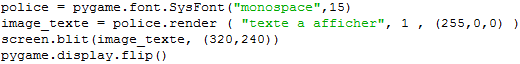 police = pygame.font.SysFont("monospace",15)
image_texte = police.render ( "texte a afficher", 1 , (255,0,0) )
screen.blit(image_texte, (320,240))
pygame.display.flip()